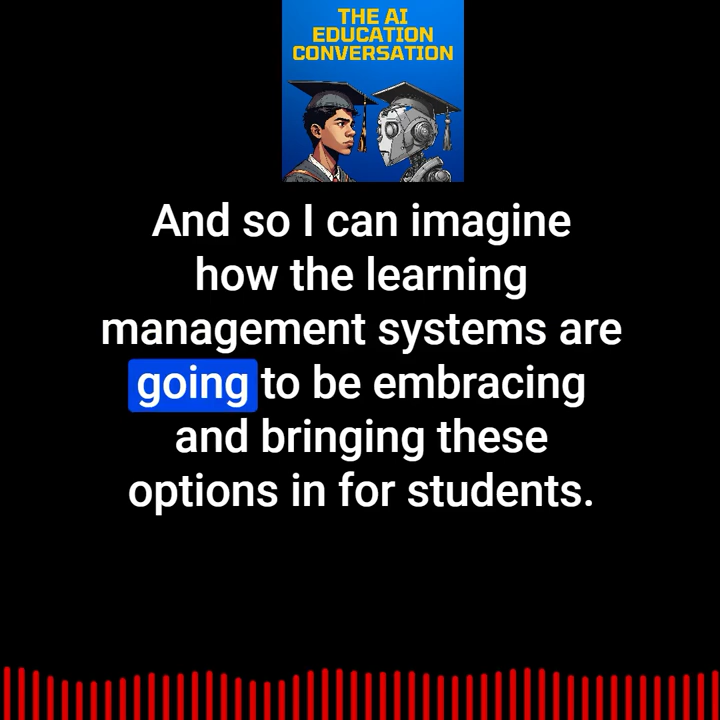 THE AI
EDUCATION
CONVERSATION
And so I can imagine
how the learning
management systems are
going to be embracing
and bringing these
options in for students.